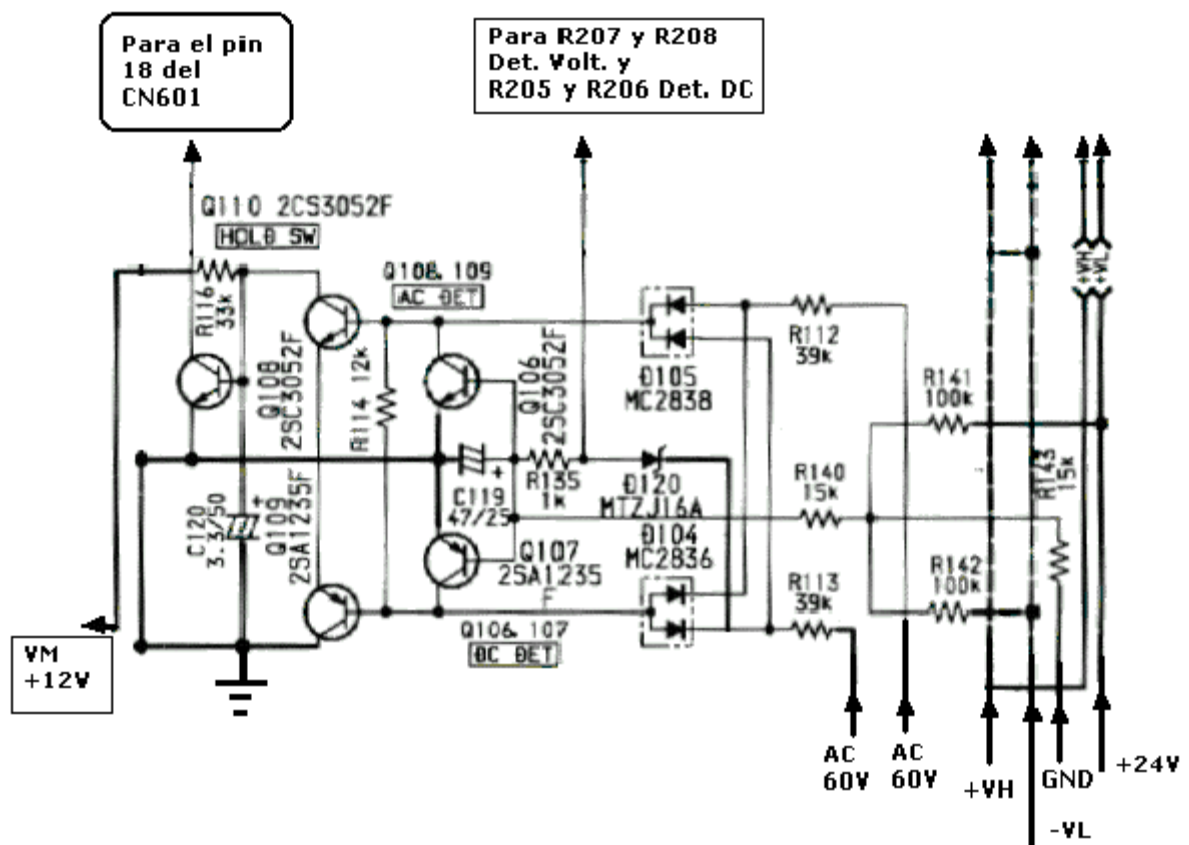 Para el pin
18 del
CN601
Para R207 y R208
Det. Volt. y
R205 y R206 Det. DC
Q110 2CS3052F
HOLD SW
Q108, 109
AC DET
R116
33k
Q108
2SC3052F
R114 12k
Q106
2SC3052F
D105
MC2838
R112
39k
R141
100k
+VH
+VL
R143
15k
C119
47/25
R135
1k
D120
MTZJ16A
R140
15k
D104
MC2836
C120
3.3/50
Q109
2SA1235F
Q107
2SA1235
F
R113
39k
R142
100k
Q106, 107
DC DET
VM
+12V
AC
60V
AC
60V
+VH
GND
+24V
-VL